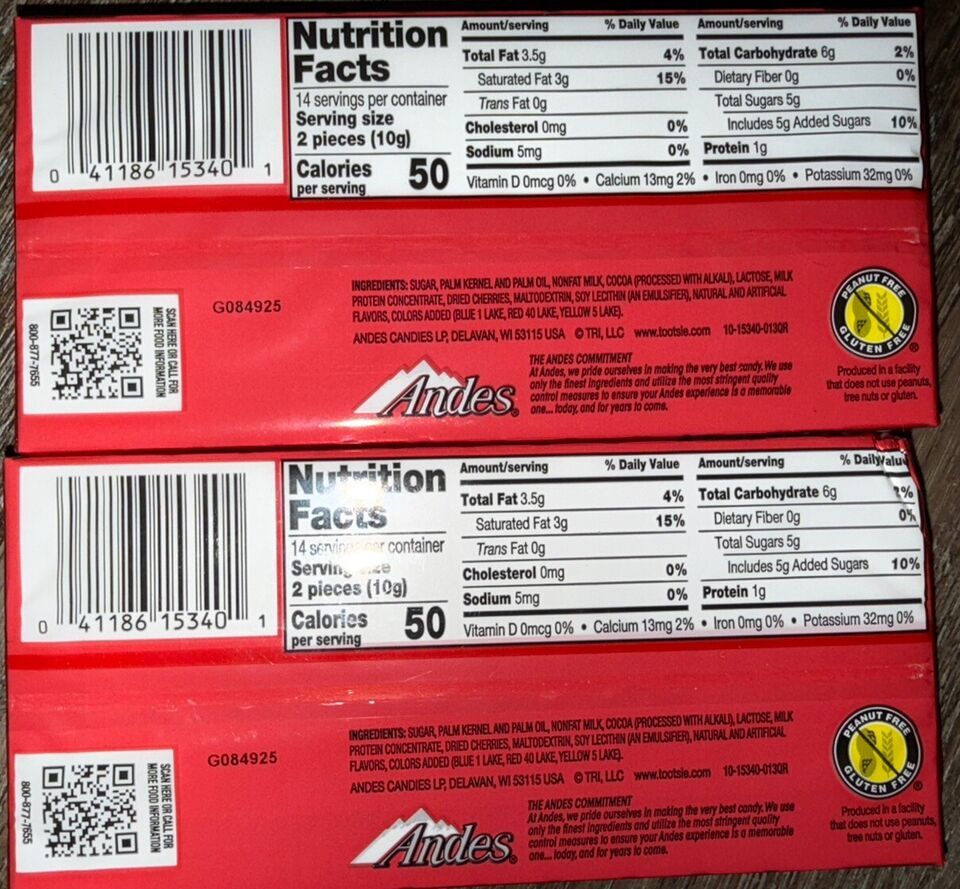 Nutrition
Facts
14 servings per container
Serving size
2 pieces (10g)
Calories
per serving
50
Amount/serving % Daily Value
Total Fat 3.5g 4%
Saturated Fat 3g 15%
Trans Fat 0g
Cholesterol 0mg 0%
Sodium 5mg 0%
Amount/serving % Daily Value
Total Carbohydrate 6g 2%
Dietary Fiber 0g 0%
Total Sugars 5g
Includes 5g Added Sugars 10%
Protein 1g
Vitamin D 0mcg 0% • Calcium 13mg 2% • Iron 0mg 0% • Potassium 32mg 0%
0 41186 15340 1
SCAN HERE OR CALL FOR
MORE FOOD INFORMATION
800-877-7655
G084925
INGREDIENTS: SUGAR, PALM KERNEL AND PALM OIL, NONFAT MILK, COCOA (PROCESSED WITH ALKALI), LACTOSE, MILK
PROTEIN CONCENTRATE, DRIED CHERRIES, MALTODEXTRIN, SOY LECITHIN (AN EMULSIFIER), NATURAL AND ARTIFICIAL
FLAVORS, COLORS ADDED (BLUE 1 LAKE, RED 40 LAKE, YELLOW 5 LAKE).
ANDES CANDIES LP, DELAVAN, WI 53115 USA © TRI, LLC www.tootsie.com 10-15340-013QR
Andes®
THE ANDES COMMITMENT
At Andes, we pride ourselves in making the very best candy. We use
only the finest ingredients and utilize the most stringent quality
control measures to ensure your Andes experience is a memorable
one... today, and for years to come.
PEANUT FREE
GLUTEN FREE
®
Produced in a facility
that does not use peanuts,
tree nuts or gluten.
Nutrition
Facts
14 servings per container
Serving size
2 pieces (10g)
Calories
per serving
50
Amount/serving % Daily Value
Total Fat 3.5g 4%
Saturated Fat 3g 15%
Trans Fat 0g
Cholesterol 0mg 0%
Sodium 5mg 0%
Amount/serving % Daily Value
Total Carbohydrate 6g 2%
Dietary Fiber 0g 0%
Total Sugars 5g
Includes 5g Added Sugars 10%
Protein 1g
Vitamin D 0mcg 0% • Calcium 13mg 2% • Iron 0mg 0% • Potassium 32mg 0%
0 41186 15340 1
SCAN HERE OR CALL FOR
MORE FOOD INFORMATION
800-877-7655
G084925
INGREDIENTS: SUGAR, PALM KERNEL AND PALM OIL, NONFAT MILK, COCOA (PROCESSED WITH ALKALI), LACTOSE, MILK
PROTEIN CONCENTRATE, DRIED CHERRIES, MALTODEXTRIN, SOY LECITHIN (AN EMULSIFIER), NATURAL AND ARTIFICIAL
FLAVORS, COLORS ADDED (BLUE 1 LAKE, RED 40 LAKE, YELLOW 5 LAKE).
ANDES CANDIES LP, DELAVAN, WI 53115 USA © TRI, LLC www.tootsie.com 10-15340-013QR
Andes®
THE ANDES COMMITMENT
At Andes, we pride ourselves in making the very best candy. We use
only the finest ingredients and utilize the most stringent quality
control measures to ensure your Andes experience is a memorable
one... today, and for years to come.
PEANUT FREE
GLUTEN FREE
®
Produced in a facility
that does not use peanuts,
tree nuts or gluten.